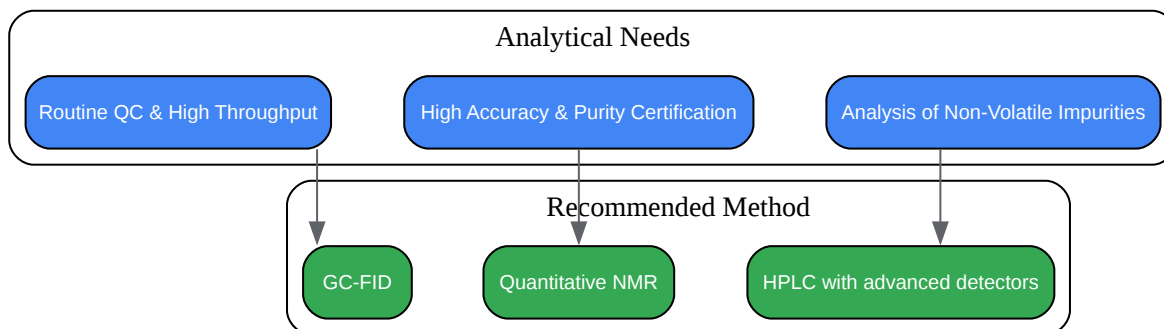 Analytical Needs
Routine QC & High Throughput
High Accuracy & Purity Certification
Analysis of Non-Volatile Impurities
Recommended Method
GC-FID
Quantitative NMR
HPLC with advanced detectors